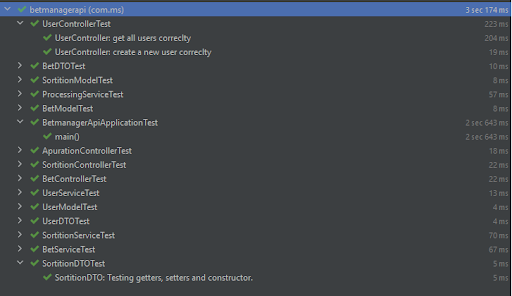 betmanagerapi (com.ms) 3 sec 174 ms
UserControllerTest 223 ms
UserController: get all users correclty 204 ms
UserController: create a new user correclty 19 ms
BetDTOTest 10 ms
SortitionModelTest 8 ms
ProcessingServiceTest 57 ms
BetModelTest 8 ms
BetmanagerApiApplicationTest 2 sec 643 ms
main() 2 sec 643 ms
ApurationControllerTest 18 ms
SortitionControllerTest 22 ms
BetControllerTest 22 ms
UserServiceTest 13 ms
UserModelTest 4 ms
UserDTOTest 4 ms
SortitionServiceTest 70 ms
BetServiceTest 67 ms
SortitionDTOTest 5 ms
SortitionDTO: Testing getters, setters and constructor. 5 ms